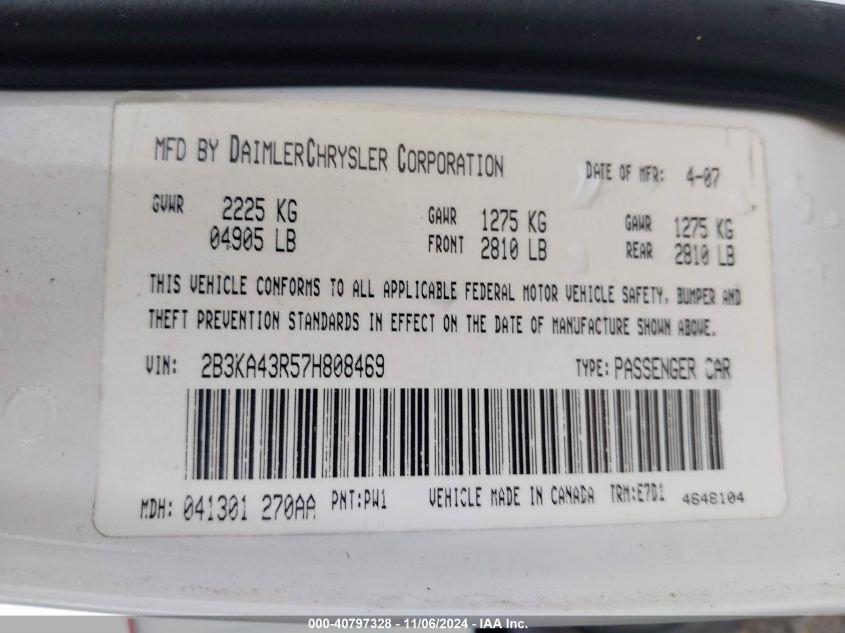 MFD BY DAIMLERCHRYSLER CORPORATION DATE OF MFR: 4-07
GVWR 2225 KG GAWR 1275 KG GAWR 1275 KG
04905 LB FRONT 2810 LB REAR 2810 LB
THIS VEHICLE CONFORMS TO ALL APPLICABLE FEDERAL MOTOR VEHICLE SAFETY, BUMPER AND
THEFT PREVENTION STANDARDS IN EFFECT ON THE DATE OF MANUFACTURE SHOWN ABOVE.
VIN: 2B3KA43R57H808469 TYPE: PASSENGER CAR
MDH: 041301 270AA PNT:PW1 VEHICLE MADE IN CANADA TRM:E7D1 4648104
000-40797328 - 11/06/2024 - IAA Inc.